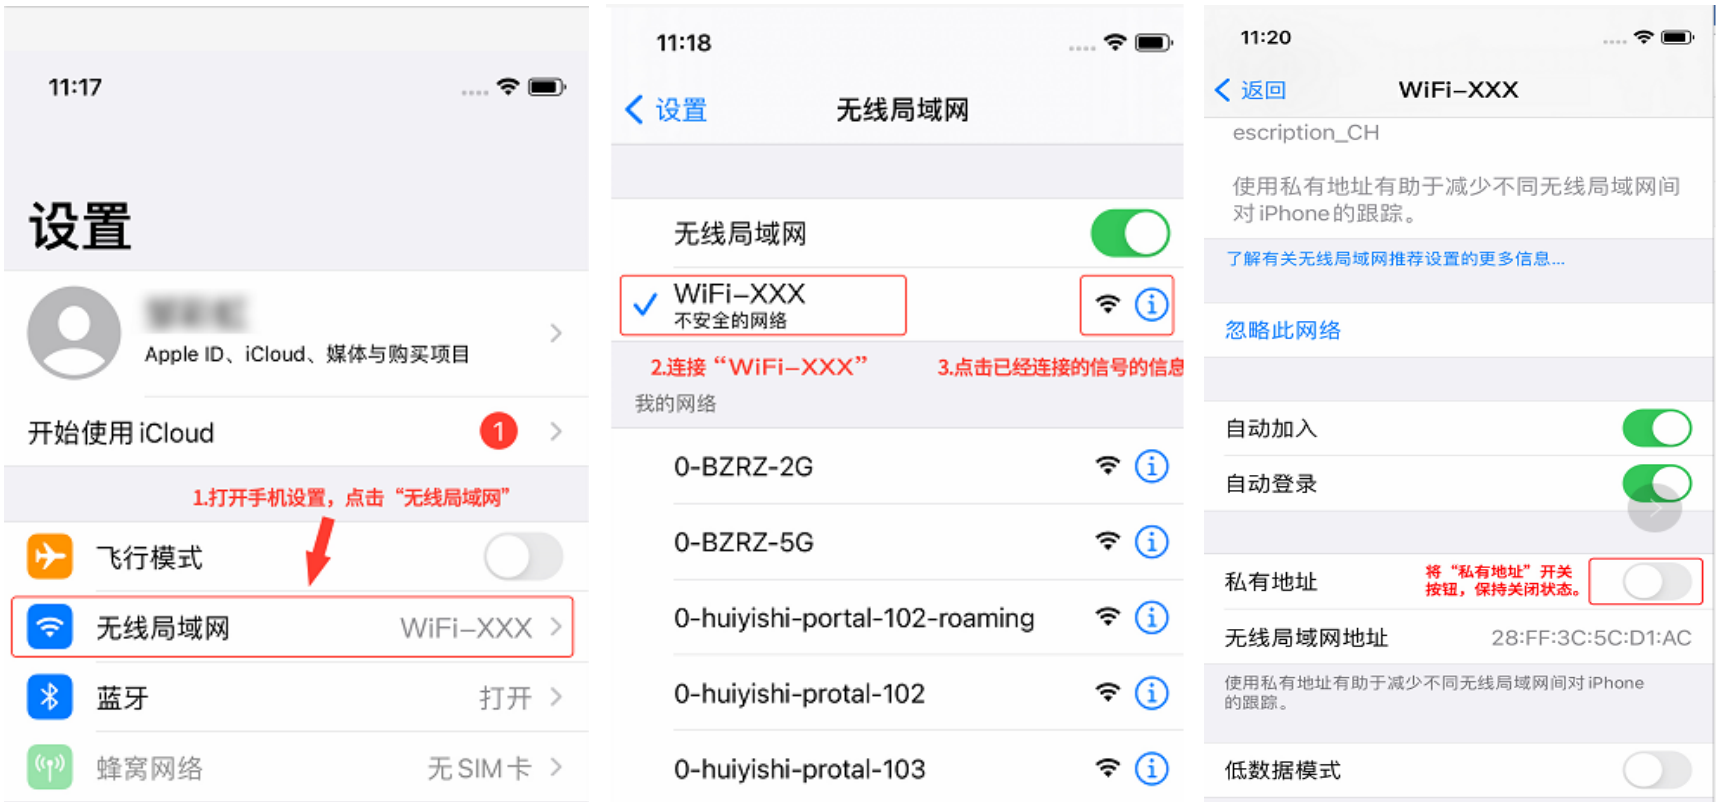 11:17
设置
Apple ID、iCloud、媒体与购买项目
开始使用 iCloud
1
1.打开手机设置，点击“无线局域网”
飞行模式
无线局域网
WiFi-XXX
蓝牙
打开
蜂窝网络
无 SIM 卡
11:18
设置
无线局域网
无线局域网
WiFi-XXX
不安全的网络
2.连接“WiFi-XXX”
3.点击已经连接的信号的信息
我的网络
0-BZRZ-2G
0-BZRZ-5G
0-huiyishi-portal-102-roaming
0-huiyishi-protal-102
0-huiyishi-protal-103
11:20
返回
WiFi-XXX
escription_CH
使用私有地址有助于减少不同无线局域网间
对 iPhone 的跟踪。
了解有关无线局域网推荐设置的更多信息...
忽略此网络
自动加入
自动登录
私有地址
将“私有地址”开关
按钮，保持关闭状态。
无线局域网地址
28:FF:3C:5C:D1:AC
使用私有地址有助于减少不同无线局域网间对 iPhone
的跟踪。
低数据模式